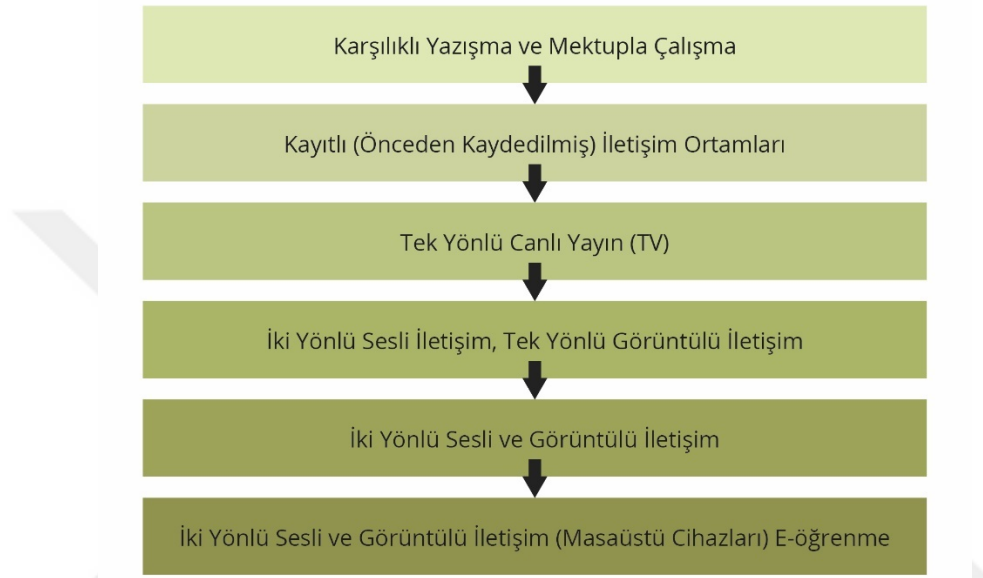 Karşılıklı Yazışma ve Mektupla Çalışma
Kayıtlı (Önceden Kaydedilmiş) İletişim Ortamları
Tek Yönlü Canlı Yayın (TV)
İki Yönlü Sesli İletişim, Tek Yönlü Görüntülü İletişim
İki Yönlü Sesli ve Görüntülü İletişim
İki Yönlü Sesli ve Görüntülü İletişim (Masaüstü Cihazları) E-öğrenme